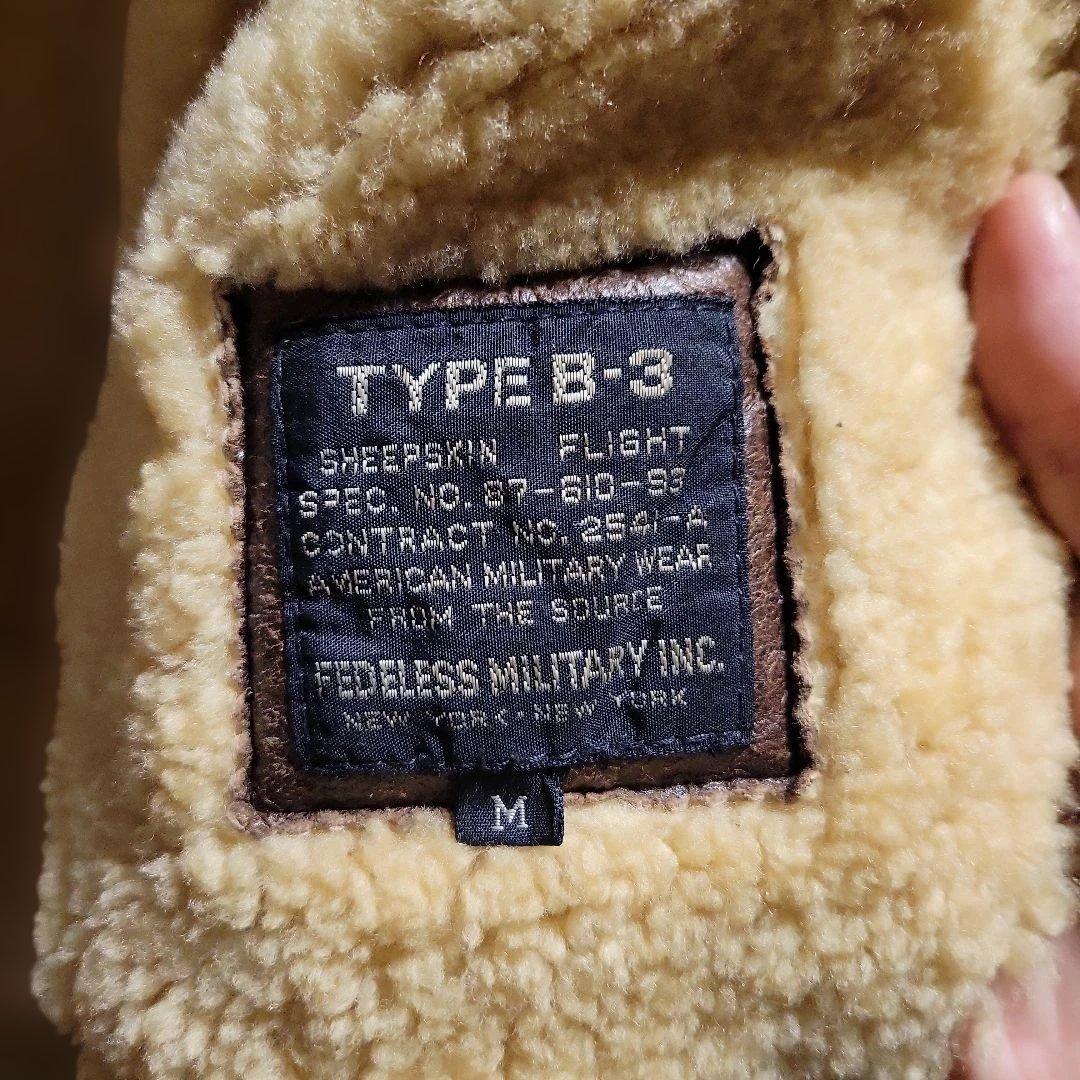 TYPE B-3
SHEEPSKIN FLIGHT
SPEC. NO. 87-610-93
CONTRACT NO. 2541-A
AMERICAN MILITARY WEAR
FROM THE SOURCE
FEDELESS MILITARY INC.
NEW YORK·NEW YORK
M